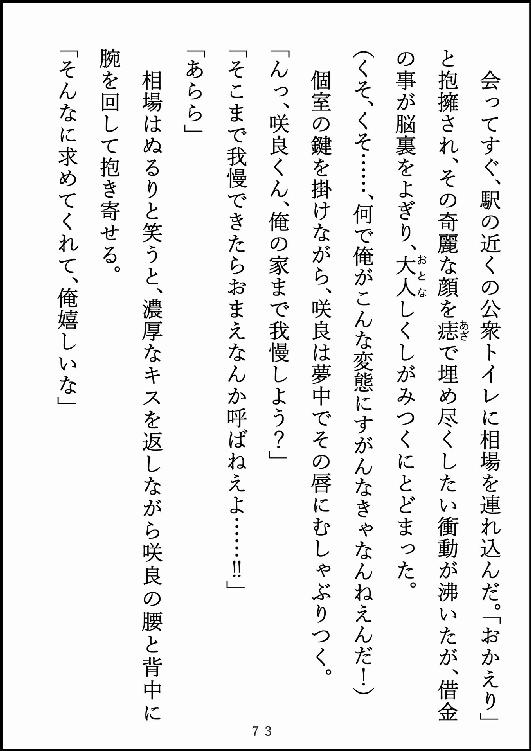 会ってすぐ、駅の近くの公衆トイレに相場を連れ込んだ。「おかえり」
と抱擁され、その奇麗な顔を痣で埋め尽くしたい衝動が沸いたが、借金
の事が脳裏をよぎり、大人しくしがみつくにとどまった。
(くそ、くそ……、何で俺がこんな変態にすがんなきゃなんねえんだ！)
個室の鍵を掛けながら、咲良は夢中でその唇にむしゃぶりつく。
「んっ、咲良くん、俺の家まで我慢しよう？」
「そこまで我慢できたらおまえなんか呼ばねえよ……!!」
「あらら」
相場はぬるりと笑うと、濃厚なキスを返しながら咲良の腰と背中に
腕を回して抱き寄せる。
「そんなに求めてくれて、俺嬉しいな」
あざ
おとな
73